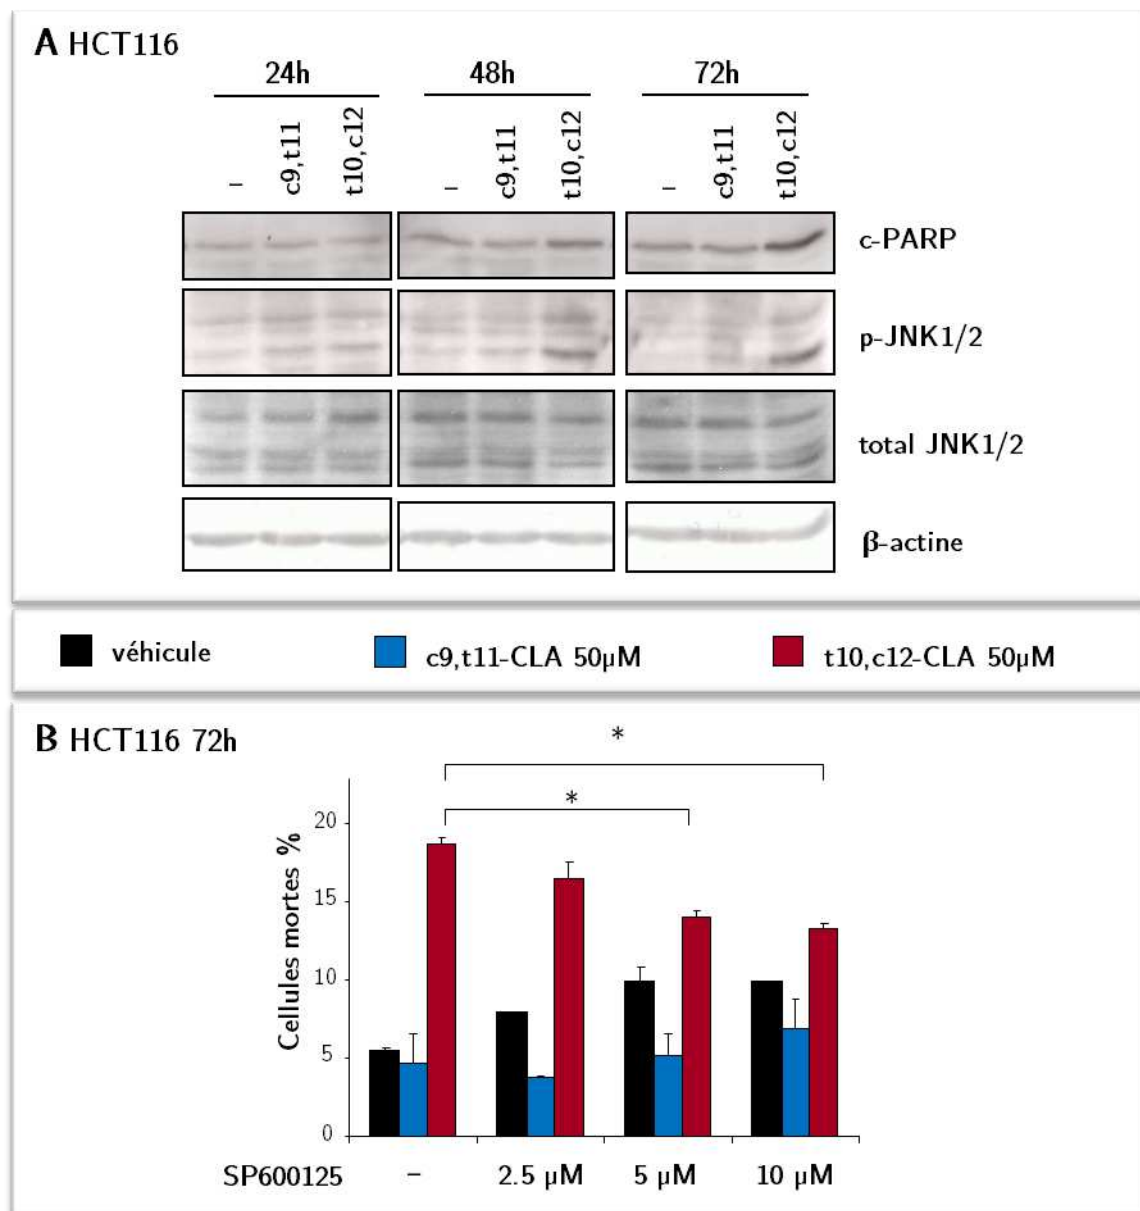 A HCT116
24h 48h 72h
– c9,t11 t10,c12 – c9,t11 t10,c12 – c9,t11 t10,c12
c-PARP
p-JNK1/2
total JNK1/2
β-actine
véhicule c9,t11-CLA 50µM t10,c12-CLA 50µM
B HCT116 72h
*
*
Cellules mortes %
20
15
10
5
0
SP600125 – 2.5 µM 5 µM 10 µM